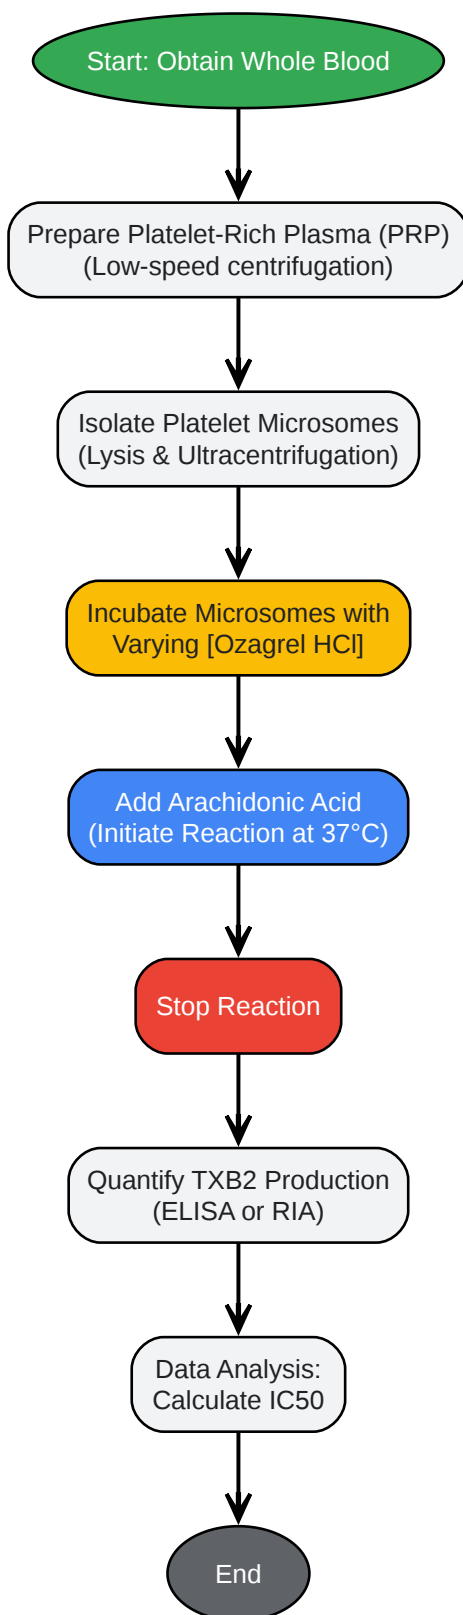 Start: Obtain Whole Blood
Prepare Platelet-Rich Plasma (PRP)
(Low-speed centrifugation)
Isolate Platelet Microsomes
(Lysis & Ultracentrifugation)
Incubate Microsomes with
Varying [Ozagrel HCl]
Add Arachidonic Acid
(Initiate Reaction at 37°C)
Stop Reaction
Quantify TXB2 Production
(ELISA or RIA)
Data Analysis:
Calculate IC50
End